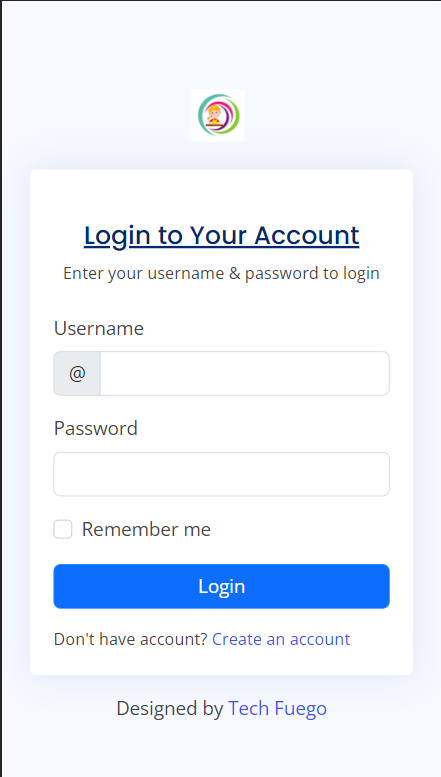 Login to Your Account
Enter your username & password to login
Username
@
Password
Remember me
Login
Don't have account? Create an account
Designed by Tech Fuego